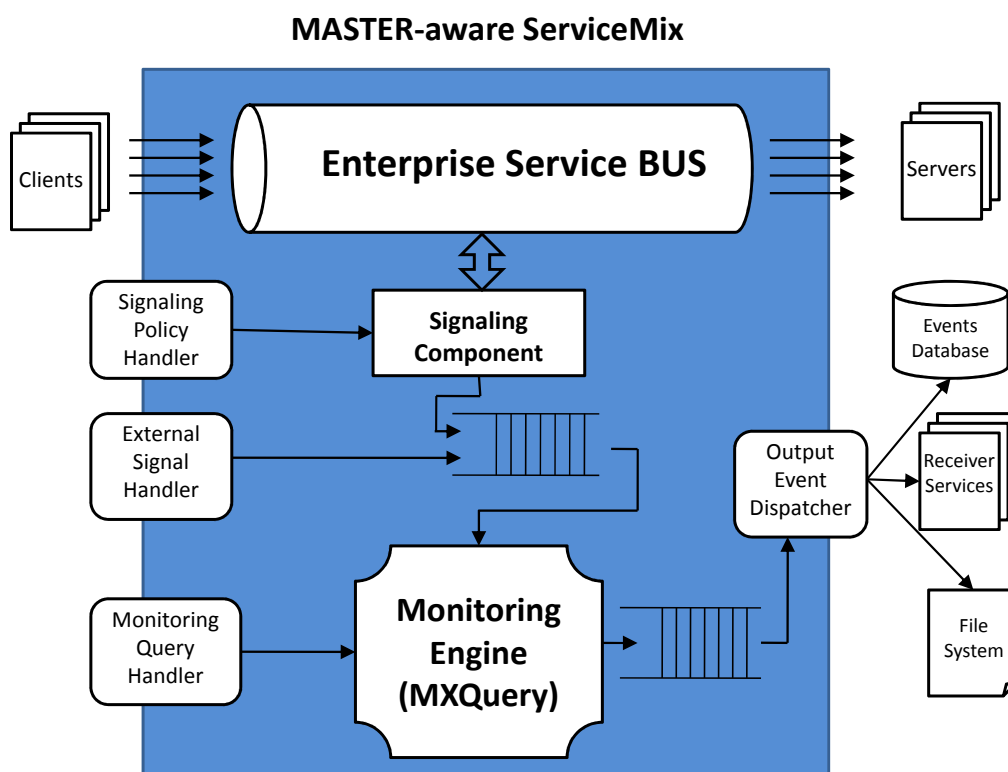 MASTER-aware ServiceMix
Clients
Enterprise Service BUS
Servers
Signaling
Policy
Handler
Signaling
Component
Events
Database
External
Signal
Handler
Output
Event
Dispatcher
Receiver
Services
Monitoring
Query
Handler
Monitoring
Engine
(MXQuery)
File
System